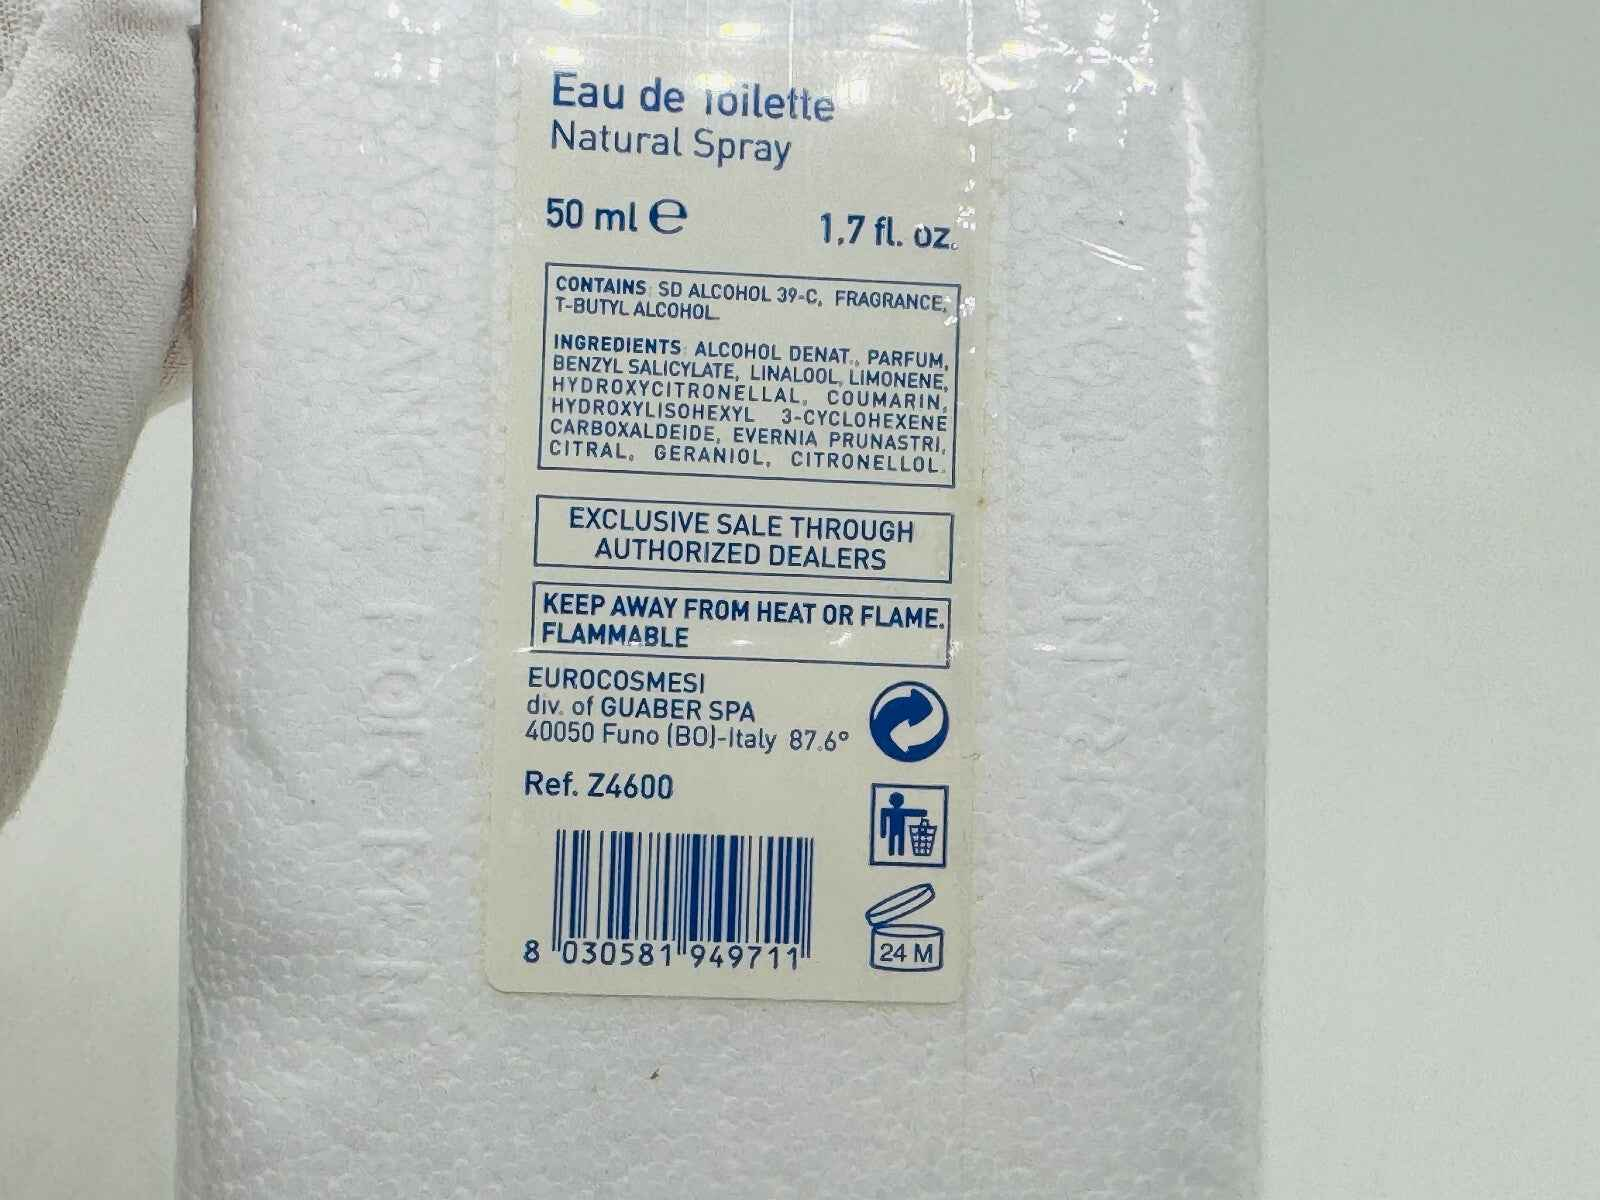 Eau de Toilette
Natural Spray
50 ml ℮ 1,7 fl. oz.
CONTAINS: SD ALCOHOL 39-C, FRAGRANCE,
T-BUTYL ALCOHOL.
INGREDIENTS: ALCOHOL DENAT., PARFUM,
BENZYL SALICYLATE, LINALOOL, LIMONENE,
HYDROXYCITRONELLAL, COUMARIN,
HYDROXYLISOHEXYL 3-CYCLOHEXENE
CARBOXALDEIDE, EVERNIA PRUNASTRI,
CITRAL, GERANIOL, CITRONELLOL.
EXCLUSIVE SALE THROUGH
AUTHORIZED DEALERS
KEEP AWAY FROM HEAT OR FLAME.
FLAMMABLE
EUROCOSMESI
div. of GUABER SPA
40050 Funo (BO)-Italy 87.6°
Ref. Z4600
8 030581 949711
24 M